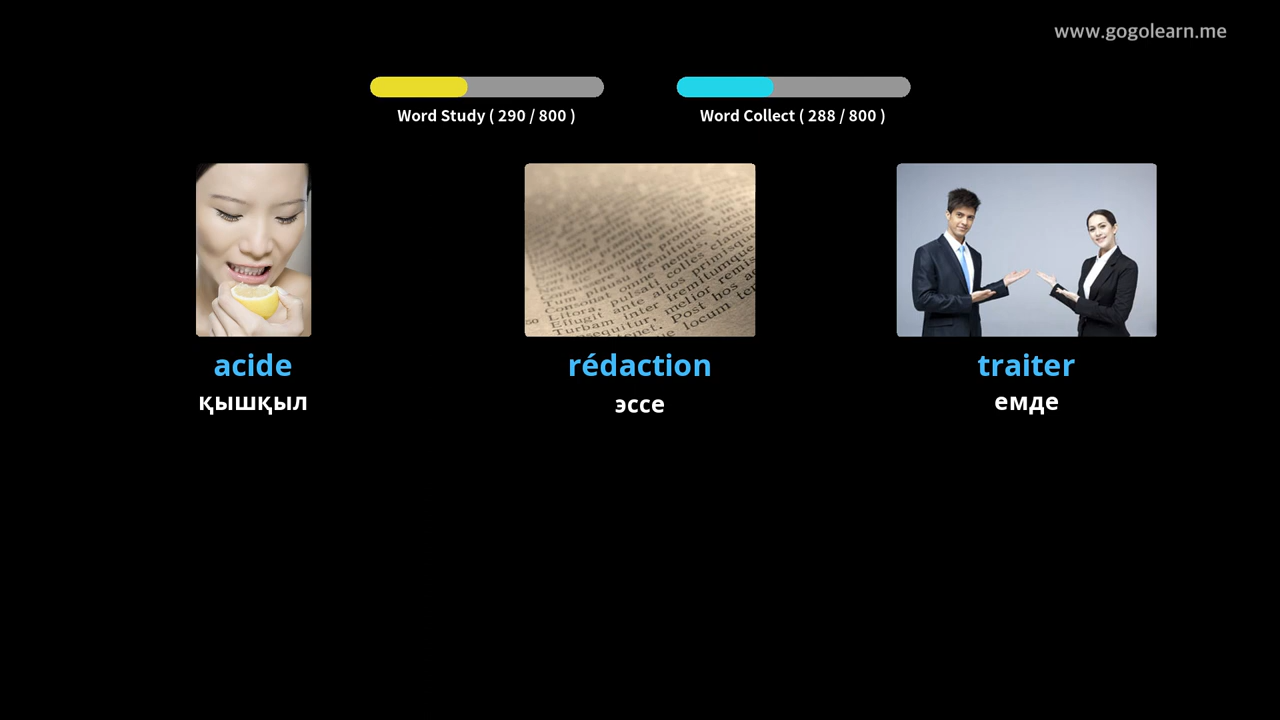 www.gogolearn.me
Word Study ( 290 / 800 )
Word Collect ( 288 / 800 )
acide
қышқыл
rédaction
эссе
traiter
емде